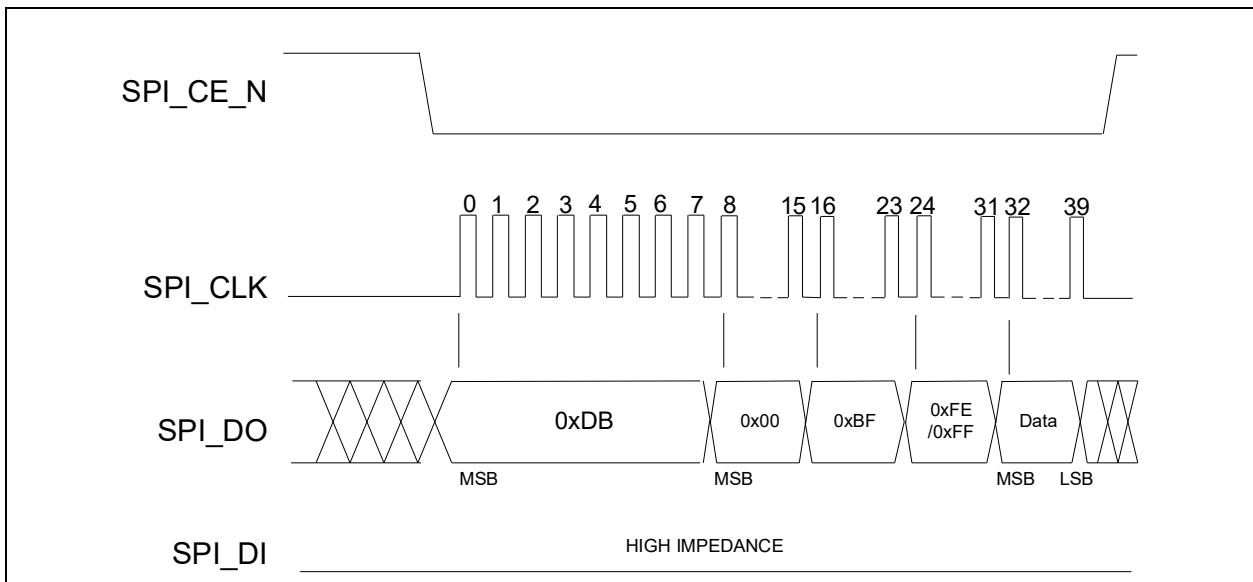 SPI_CE_N
0 1 2 3 4 5 6 7 8 15 16 23 24 31 32 39
SPI_CLK
SPI_DO
0xDB
0x00
0xBF
0xFE
/0xFF
Data
MSB MSB MSB LSB
SPI_DI
HIGH IMPEDANCE